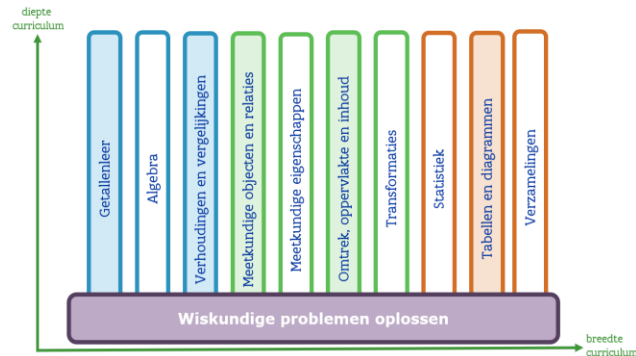 diepte
curriculum
Getallenleer
Algebra
Verhoudingen en vergelijkingen
Meetkundige objecten en relaties
Meetkundige eigenschappen
Omtrek, oppervlakte en inhoud
Transformaties
Statistiek
Tabellen en diagrammen
Verzamelingen
Wiskundige problemen oplossen
breedte
curriculum